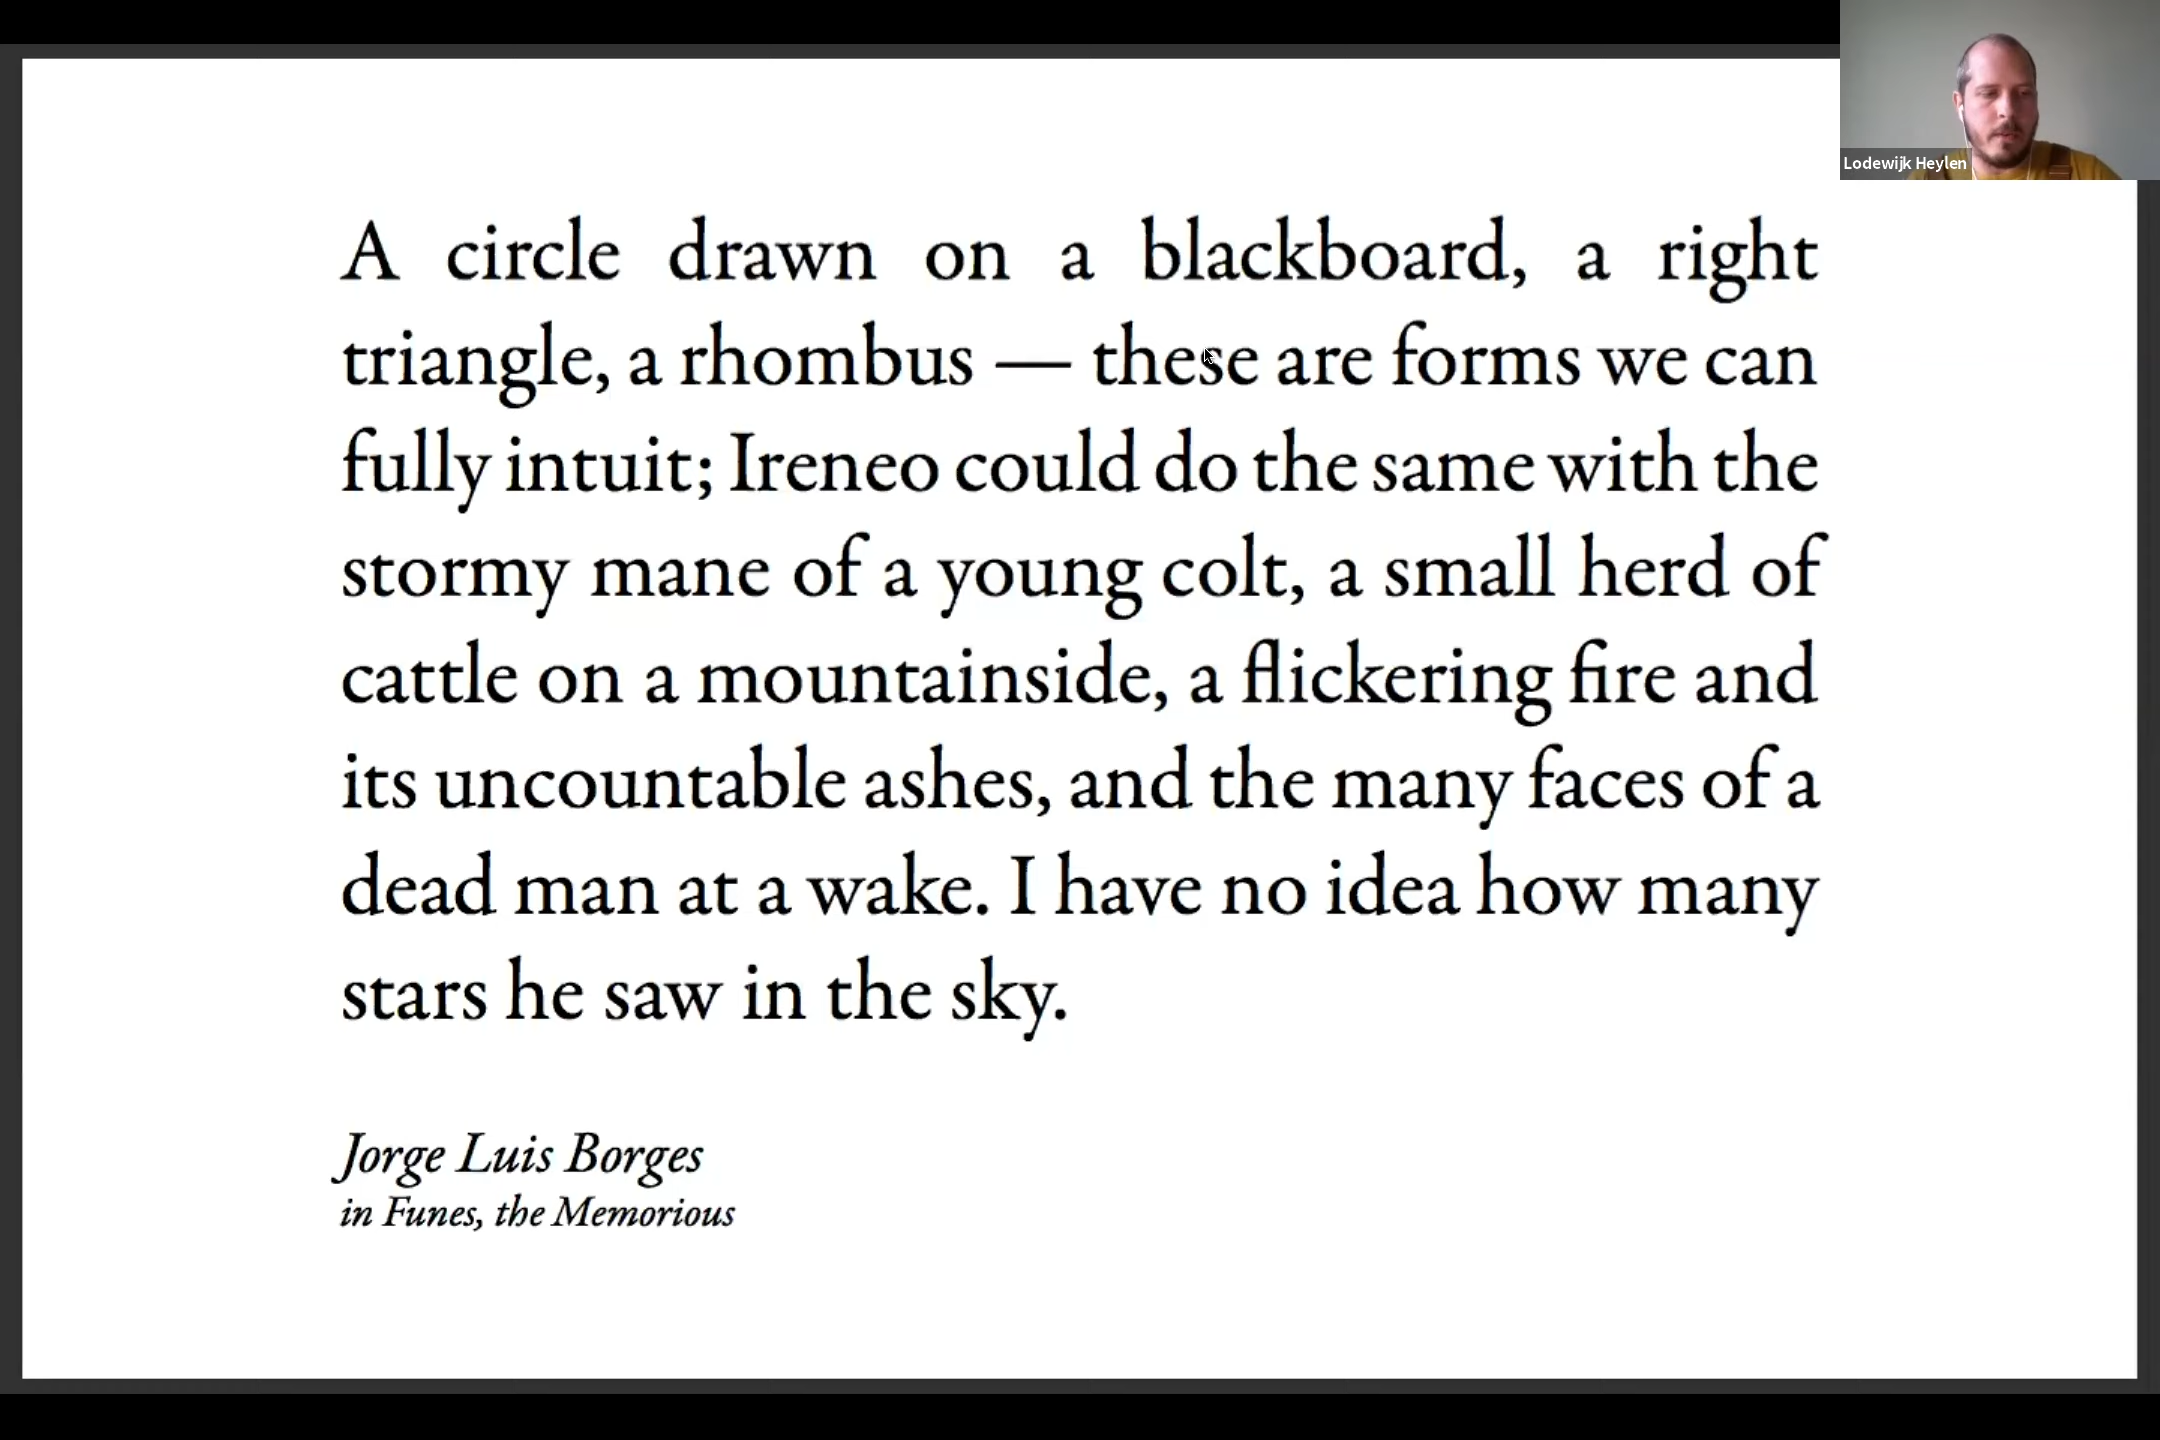 Lodewijk Heylen
A circle drawn on a blackboard, a right
triangle, a rhombus — these are forms we can
fully intuit; Ireneo could do the same with the
stormy mane of a young colt, a small herd of
cattle on a mountainside, a flickering fire and
its uncountable ashes, and the many faces of a
dead man at a wake. I have no idea how many
stars he saw in the sky.
Jorge Luis Borges
in Funes, the Memorious